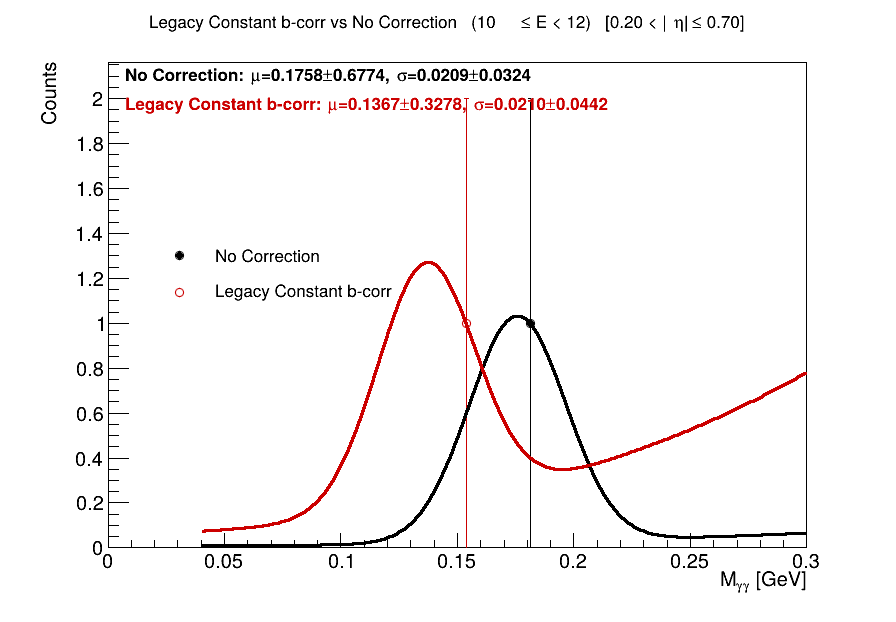 Legacy Constant b-corr vs No Correction (10 ≤ E < 12) [0.20 < | η| ≤ 0.70]
Counts
No Correction: μ=0.1758±0.6774, σ=0.0209±0.0324
Legacy Constant b-corr: μ=0.1367±0.3278, σ=0.0210±0.0442
2
1.8
1.6
1.4
1.2
1
0.8
0.6
0.4
0.2
0
No Correction
Legacy Constant b-corr
0 0.05 0.1 0.15 0.2 0.25 0.3
Mγγ [GeV]